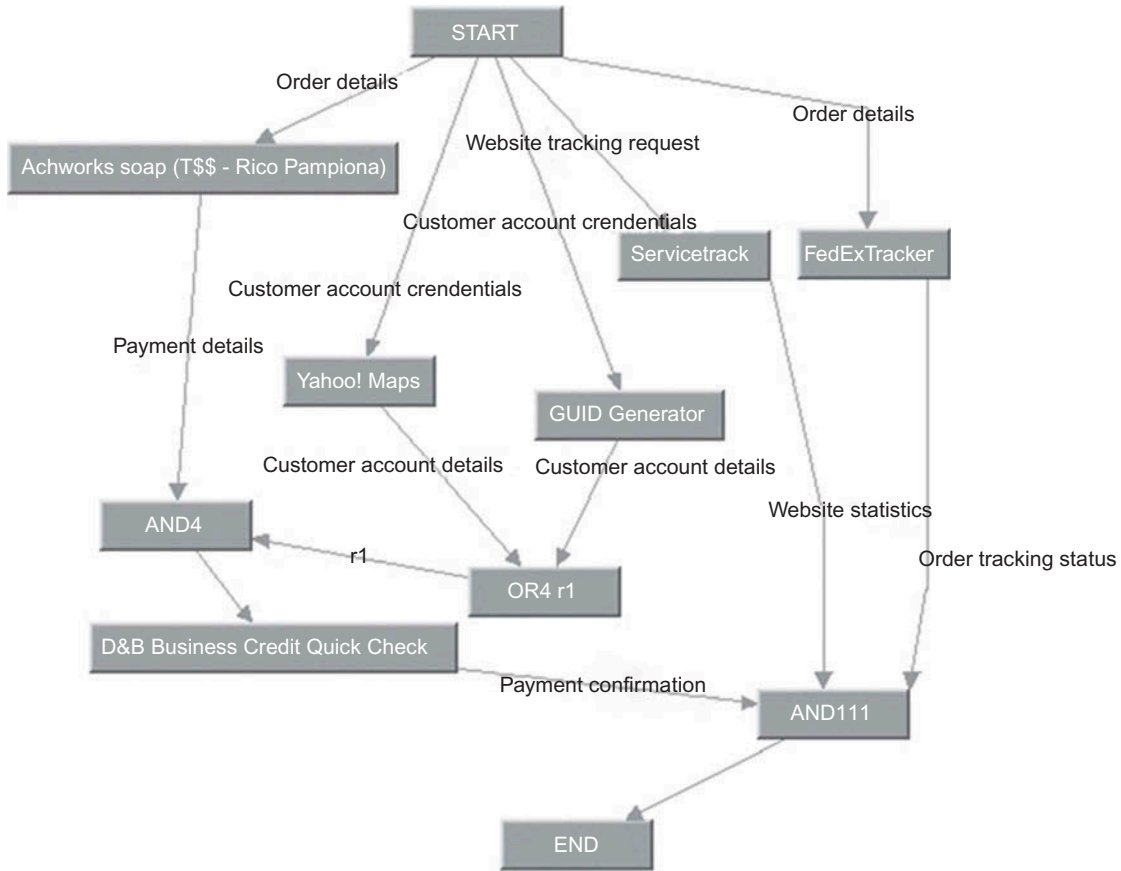 START
Order details
Order details
Website tracking request
Achworks soap (T$$ - Rico Pampiona)
Customer account crendentials
Servicetrack
FedExTracker
Customer account crendentials
Payment details
Yahoo! Maps
GUID Generator
Customer account details
Customer account details
Website statistics
AND4
r1
Order tracking status
OR4 r1
D&B Business Credit Quick Check
Payment confirmation
AND111
END